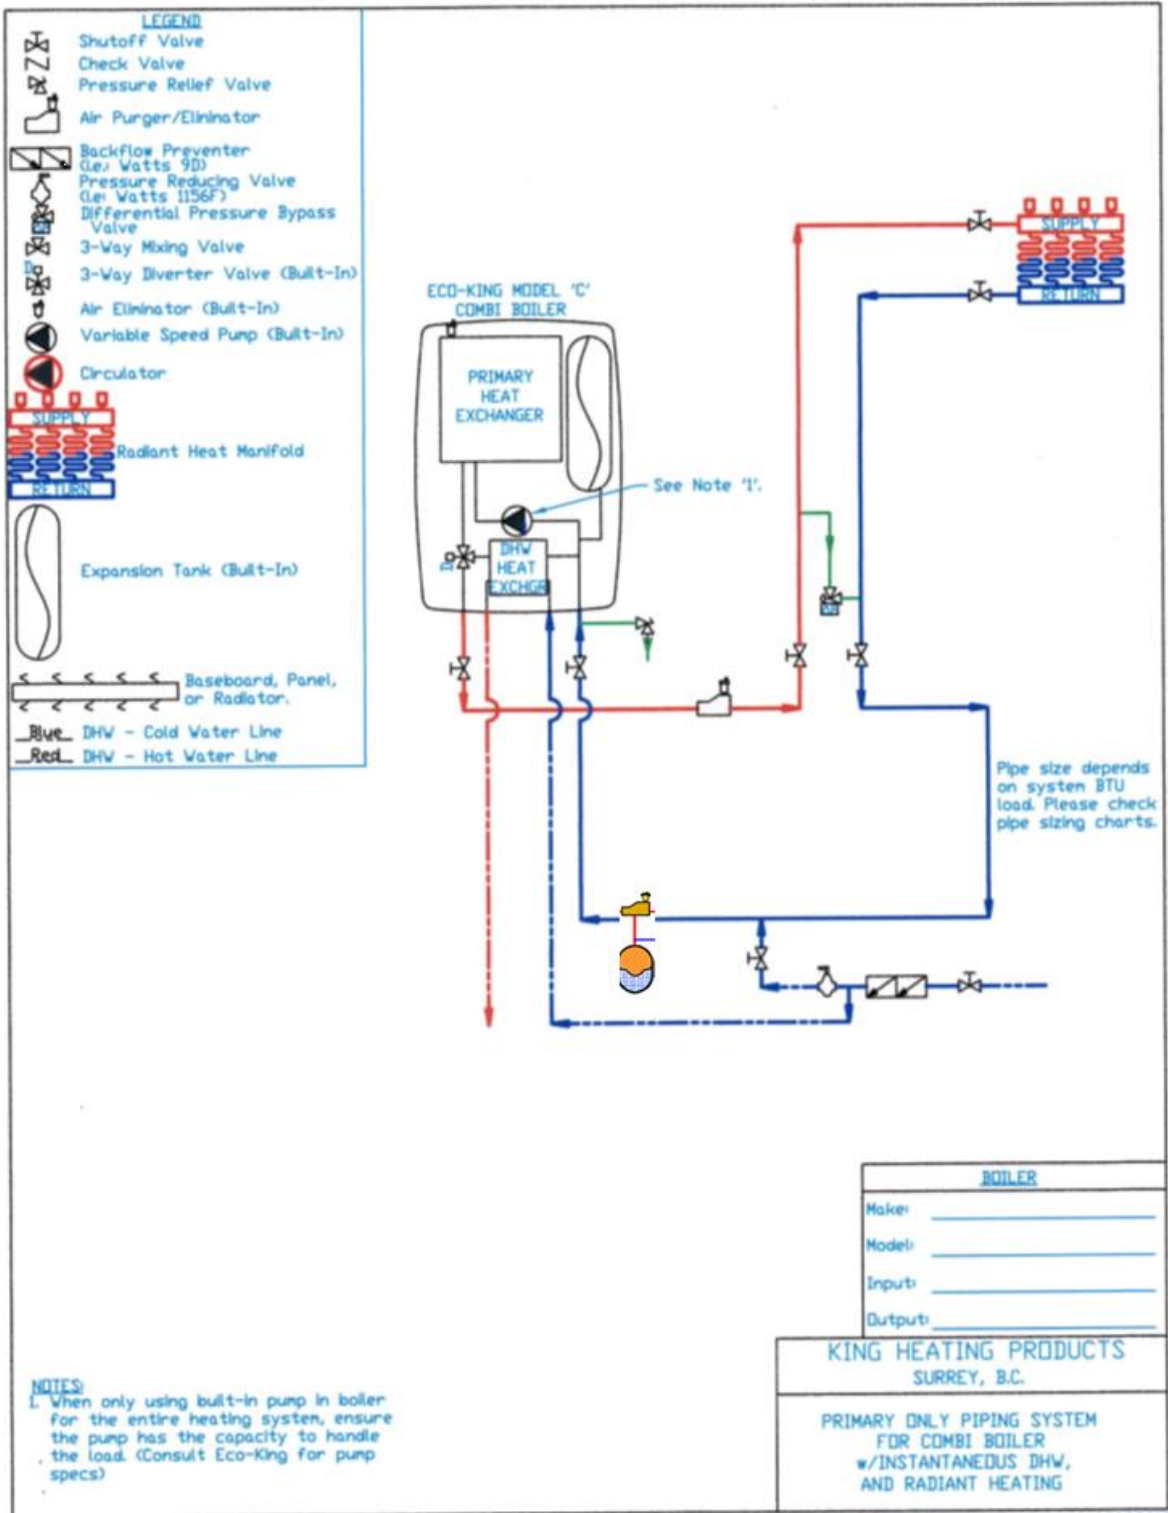 LEGEND
Shutoff Valve
Check Valve
Pressure Relief Valve
Air Purger/Elininator
Backflow Preventer
(i.e.: Watts 9D)
Pressure Reducing Valve
(i.e: Watts 1156F)
Differential Pressure Bypass
Valve
3-Way Mixing Valve
D
3-Way Diverter Valve (Built-In)
Air Eliminator (Built-In)
Variable Speed Pump (Built-In)
Circulator
SUPPLY
Radiant Heat Manifold
RETURN
Expansion Tank (Built-In)
Baseboard, Panel,
or Radiator.
Blue DHW - Cold Water Line
Red DHW - Hot Water Line
ECO-KING MODEL 'C'
COMBI BOILER
PRIMARY
HEAT
EXCHANGER
See Note '1'.
DHW
HEAT
EXCHGR
D
SUPPLY
RETURN
Pipe size depends
on system BTU
load. Please check
pipe sizing charts.
BOILER
Make:
Model:
Input:
Output:
KING HEATING PRODUCTS
SURREY, B.C.
PRIMARY ONLY PIPING SYSTEM
FOR COMBI BOILER
w/INSTANTANEOUS DHW,
AND RADIANT HEATING
NOTES:
1. When only using built-in pump in boiler
for the entire heating system, ensure
the pump has the capacity to handle
the load. (Consult Eco-King for pump
specs)